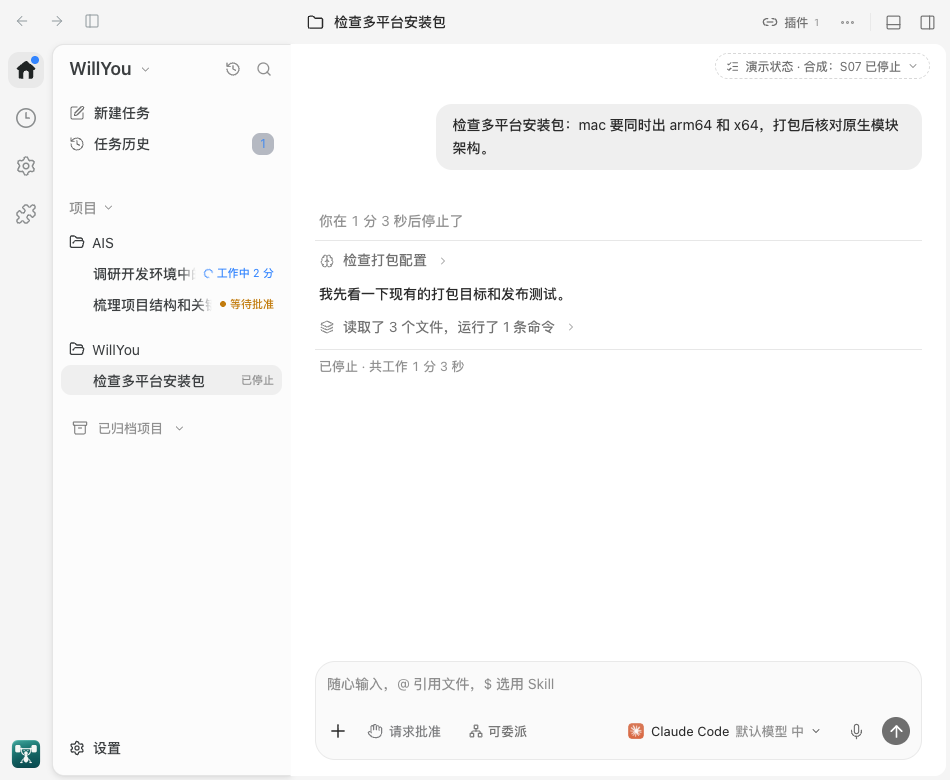 检查多平台安装包
插件 1
WillYou
演示状态 · 合成：S07 已停止
新建任务
任务历史 1
检查多平台安装包：mac 要同时出 arm64 和 x64，打包后核对原生模块
架构。
项目
AIS
调研开发环境中 工作中 2 分
梳理项目结构和关 等待批准
WillYou
检查多平台安装包 已停止
已归档项目
你在 1 分 3 秒后停止了
检查打包配置
我先看一下现有的打包目标和发布测试。
读取了 3 个文件，运行了 1 条命令
已停止 · 共工作 1 分 3 秒
随心输入，@ 引用文件，$ 选用 Skill
请求批准 可委派 Claude Code 默认模型 中
设置